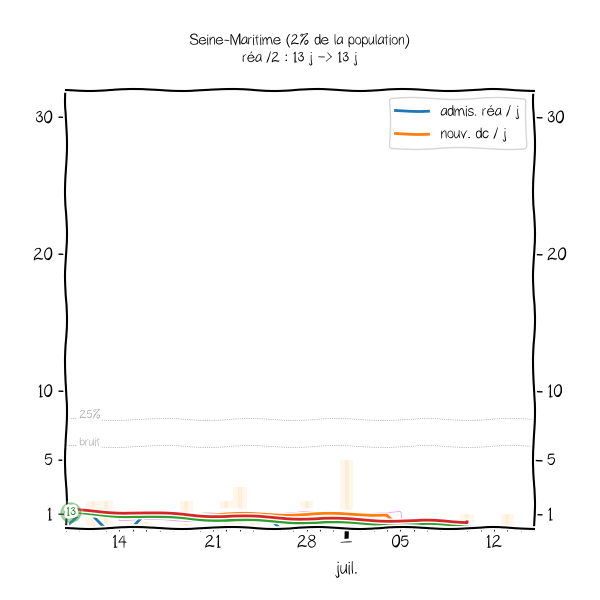 Seine-Maritime (2% de la population)
réa /2 : 13 j -> 13 j
admis. réa / j
nouv. dc / j
30 30
20 20
10 10
25%
bruit
5 5
1 13 1
14 21 28 1 05 12
juil.